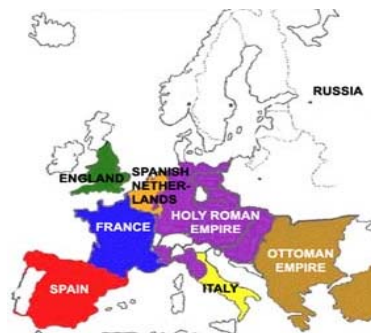 RUSSIA
ENGLAND
SPANISH
NETHER-
LANDS
HOLY ROMAN
EMPIRE
FRANCE
OTTOMAN
EMPIRE
SPAIN
ITALY